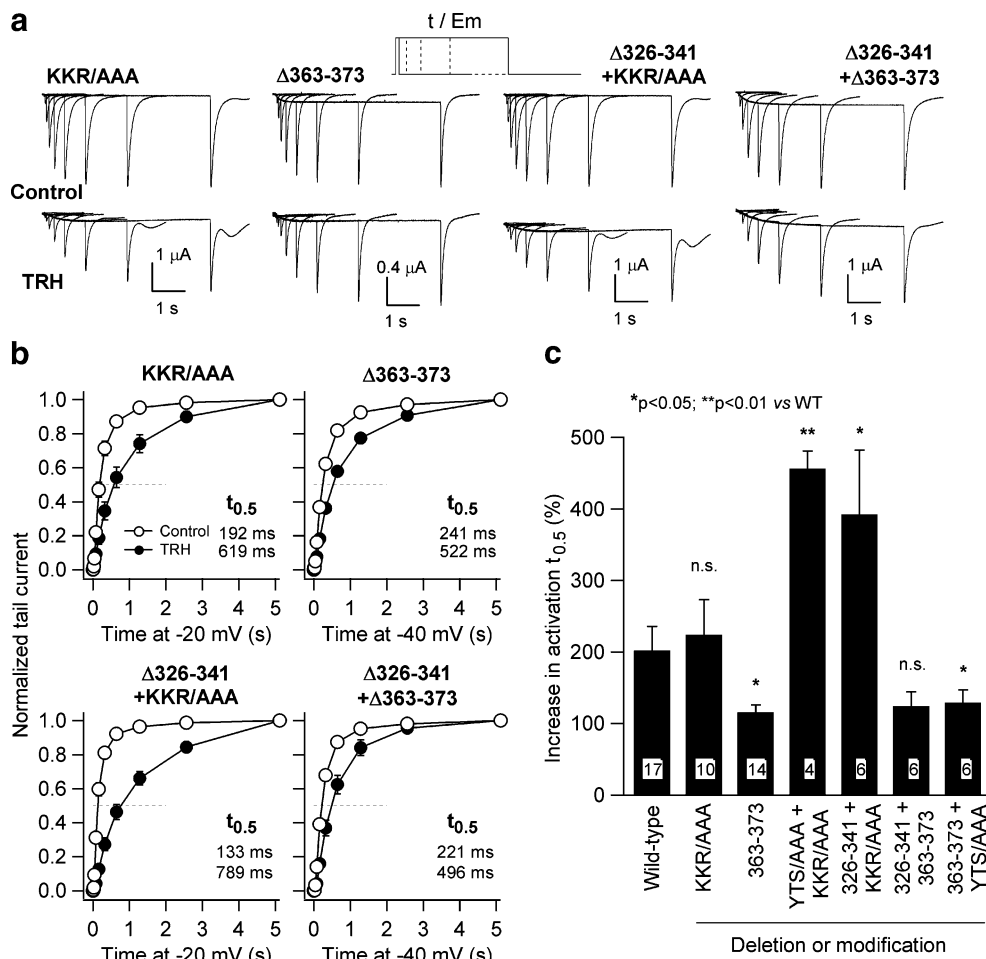 a
t / Em
KKR/AAA
Δ363-373
Δ326-341
+KKR/AAA
Δ326-341
+Δ363-373
Control
TRH
1 μA
1 s
0.4 μA
1 s
1 μA
1 s
1 μA
1 s
b
Normalized tail current
KKR/AAA
1.0
0.8
0.6
0.4
0.2
0.0
t0.5
Control 192 ms
TRH 619 ms
0 1 2 3 4 5
Time at -20 mV (s)
Δ363-373
t0.5
241 ms
522 ms
0 1 2 3 4 5
Time at -40 mV (s)
Δ326-341
+KKR/AAA
1.0
0.8
0.6
0.4
0.2
0.0
t0.5
133 ms
789 ms
0 1 2 3 4 5
Time at -20 mV (s)
Δ326-341
+Δ363-373
t0.5
221 ms
496 ms
0 1 2 3 4 5
Time at -40 mV (s)
c
*p<0.05; **p<0.01 vs WT
Increase in activation t0.5 (%)
500
400
300
200
100
0
n.s.
*
**
*
n.s.
*
17 10 14 4 6 6 6
Wild-type
KKR/AAA
363-373
YTS/AAA +
KKR/AAA
326-341 +
KKR/AAA
326-341 +
363-373
363-373 +
YTS/AAA
Deletion or modification